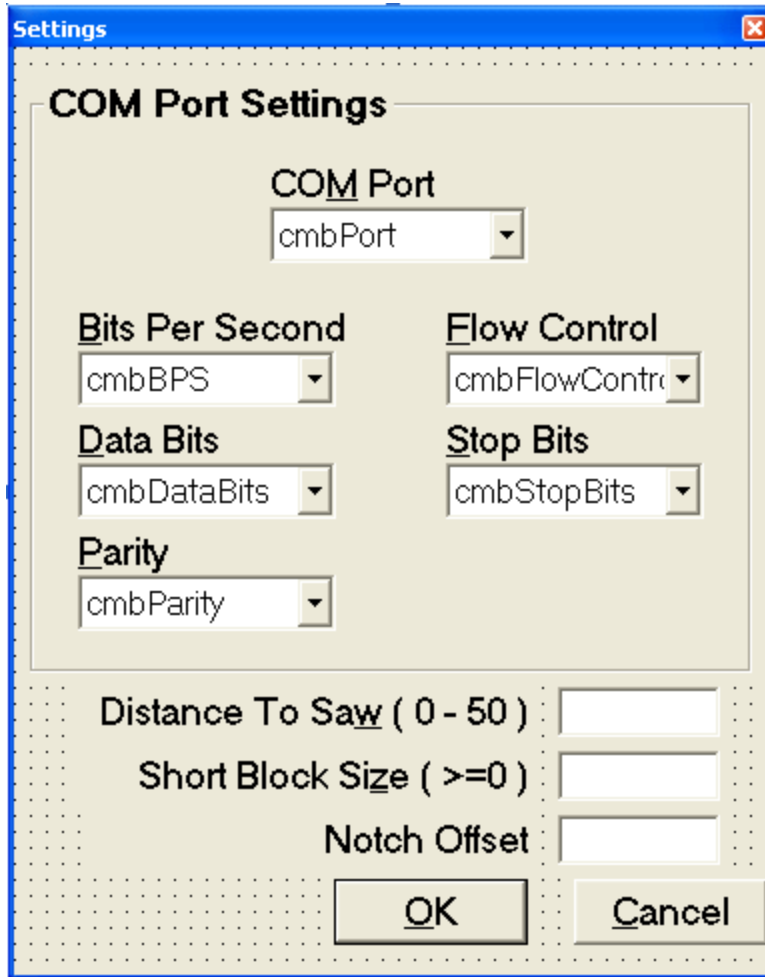 Settings
COM Port Settings
COM Port
cmbPort
Bits Per Second
Flow Control
cmbBPS
cmbFlowContro
Data Bits
Stop Bits
cmbDataBits
cmbStopBits
Parity
cmbParity
Distance To Saw ( 0 - 50 )
Short Block Size ( >=0 )
Notch Offset
OK
Cancel